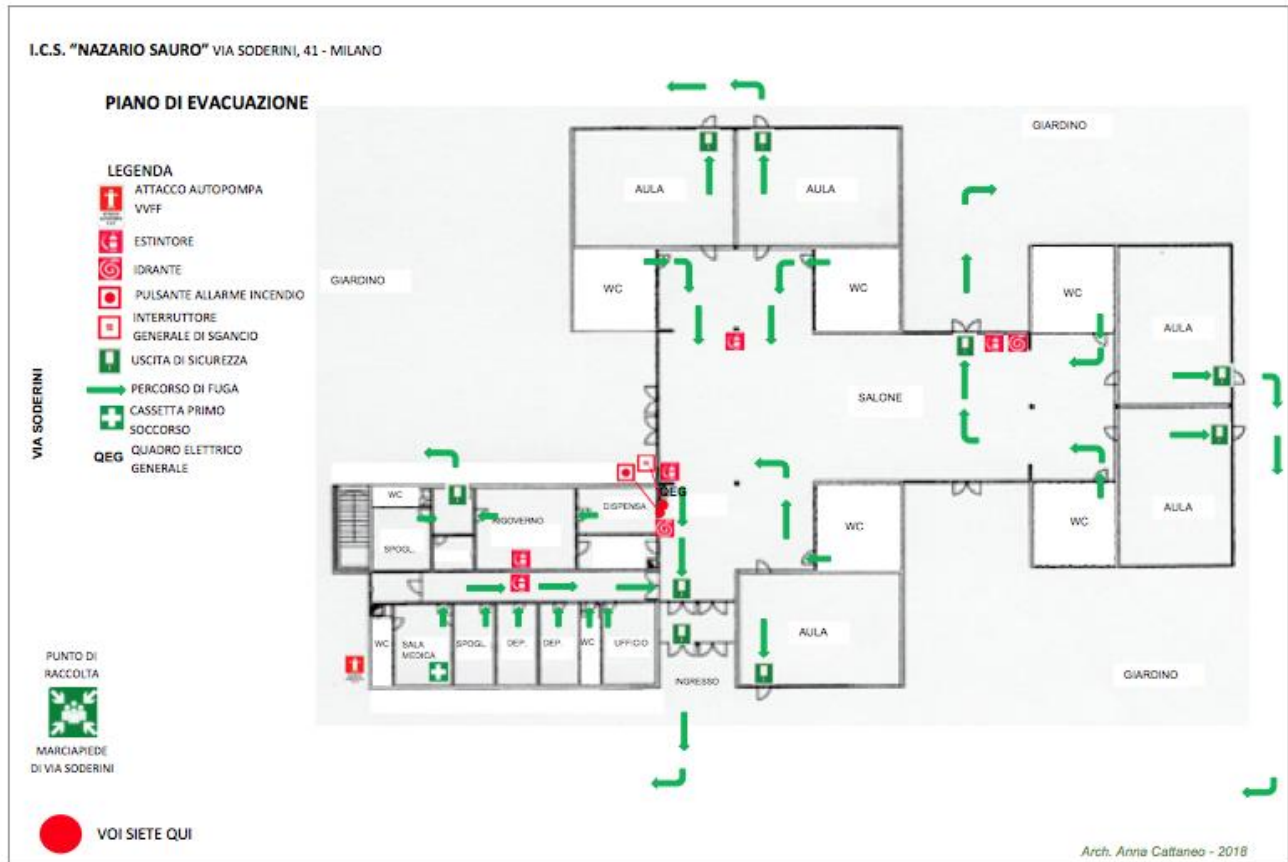 I.C.S. "NAZARIO SAURO" VIA SODERINI, 41 - MILANO
PIANO DI EVACUAZIONE
LEGENDA
ATTACCO AUTOPOMPA
VVFF
ESTINTORE
IDRANTE
PULSANTE ALLARME INCENDIO
INTERRUTTORE
GENERALE DI SGANCIO
USCITA DI SICUREZZA
PERCORSO DI FUGA
CASSETTA PRIMO
SOCCORSO
QEG QUADRO ELETTRICO
GENERALE
VIA SODERINI
PUNTO DI
RACCOLTA
MARCIAPIEDE
DI VIA SODERINI
VOI SIETE QUI
GIARDINO
AULA
AULA
GIARDINO
WC
WC
WC
AULA
SALONE
QEG
WC
DISPENSA
RIGOVERNO
SPOGL.
WC
WC
AULA
WC
SALA
MEDICA
SPOGL.
DEP.
DEP.
WC
UFFICIO
INGRESSO
AULA
GIARDINO
Arch. Anna Cattaneo - 2018